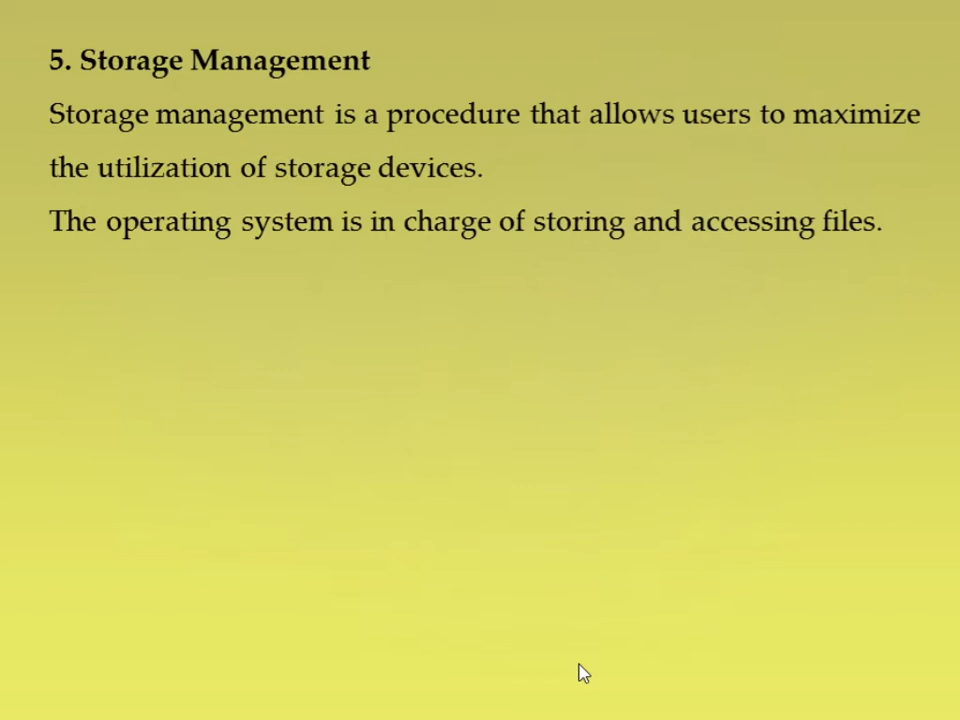 5. Storage Management
Storage management is a procedure that allows users to maximize
the utilization of storage devices.
The operating system is in charge of storing and accessing files.